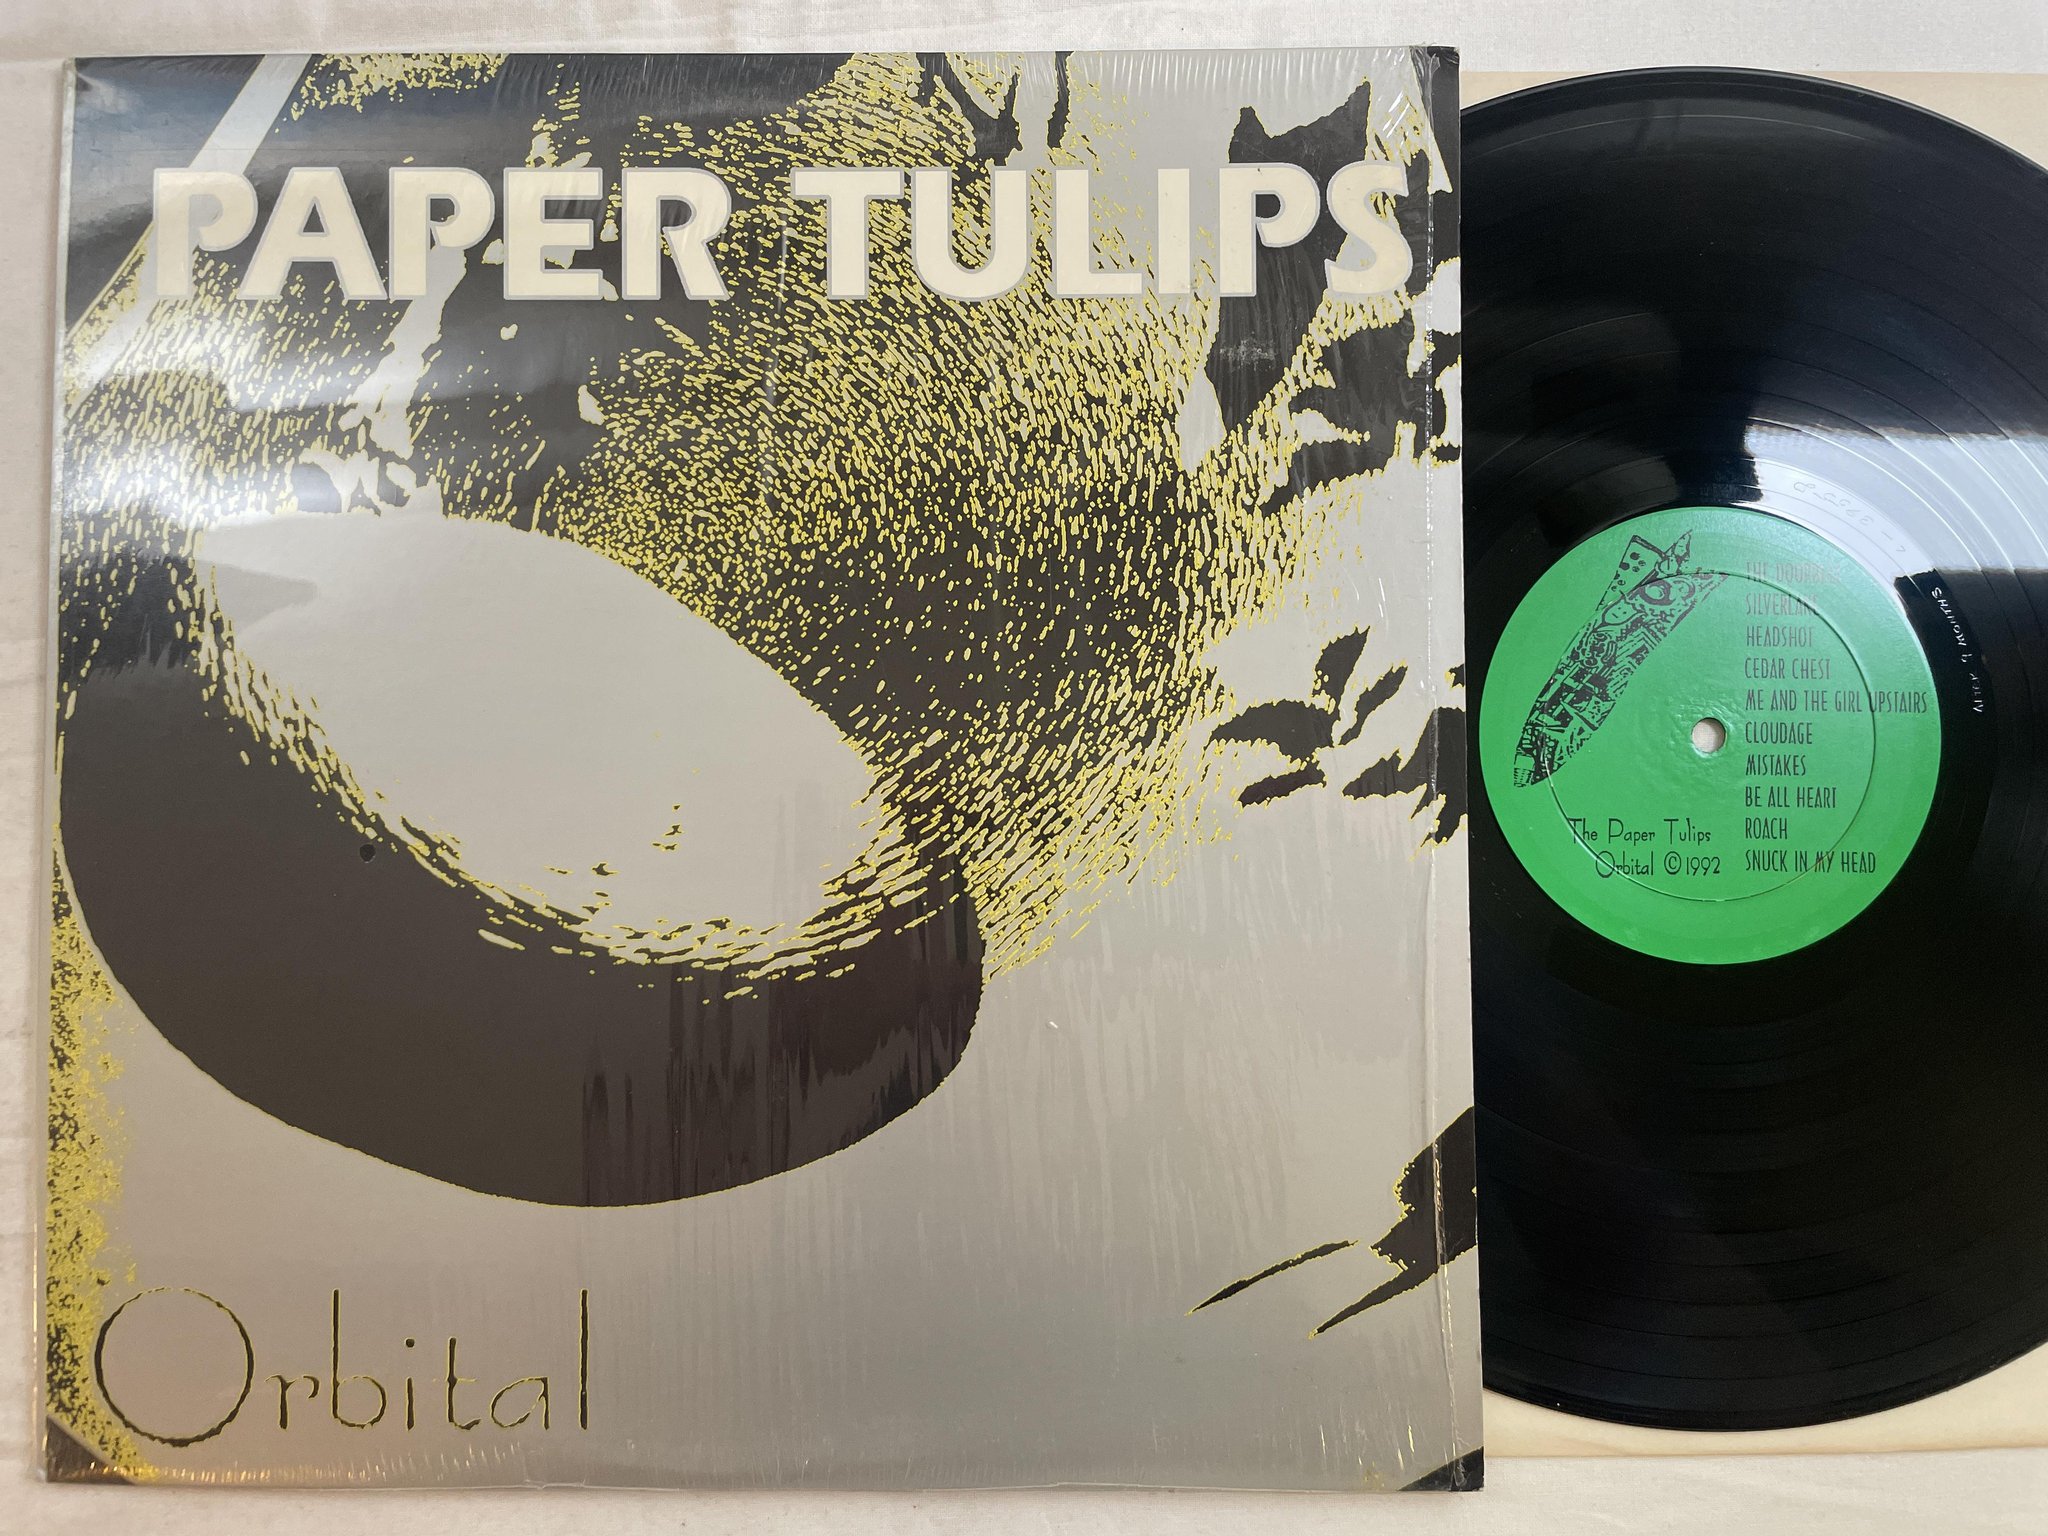 PAPER TULIPS
Orbital
THE
SILVERLAKE
HEADSHOT
CEDAR CHEST
ME AND THE GIRL UPSTAIRS
CLOUDAGE
MISTAKES
BE ALL HEART
ROACH
SNUCK IN MY HEAD
The Paper Tulips
Orbital ©1992